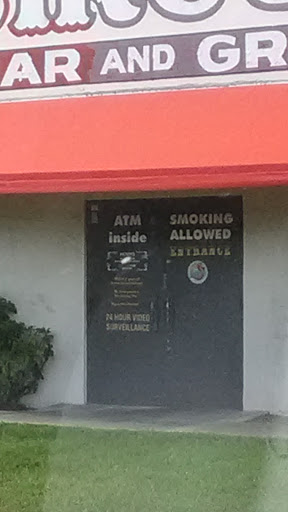 AR AND GR
ATM
inside
SMOKING
ALLOWED
ENTRANCE
24 HOUR VIDEO
SURVEILLANCE